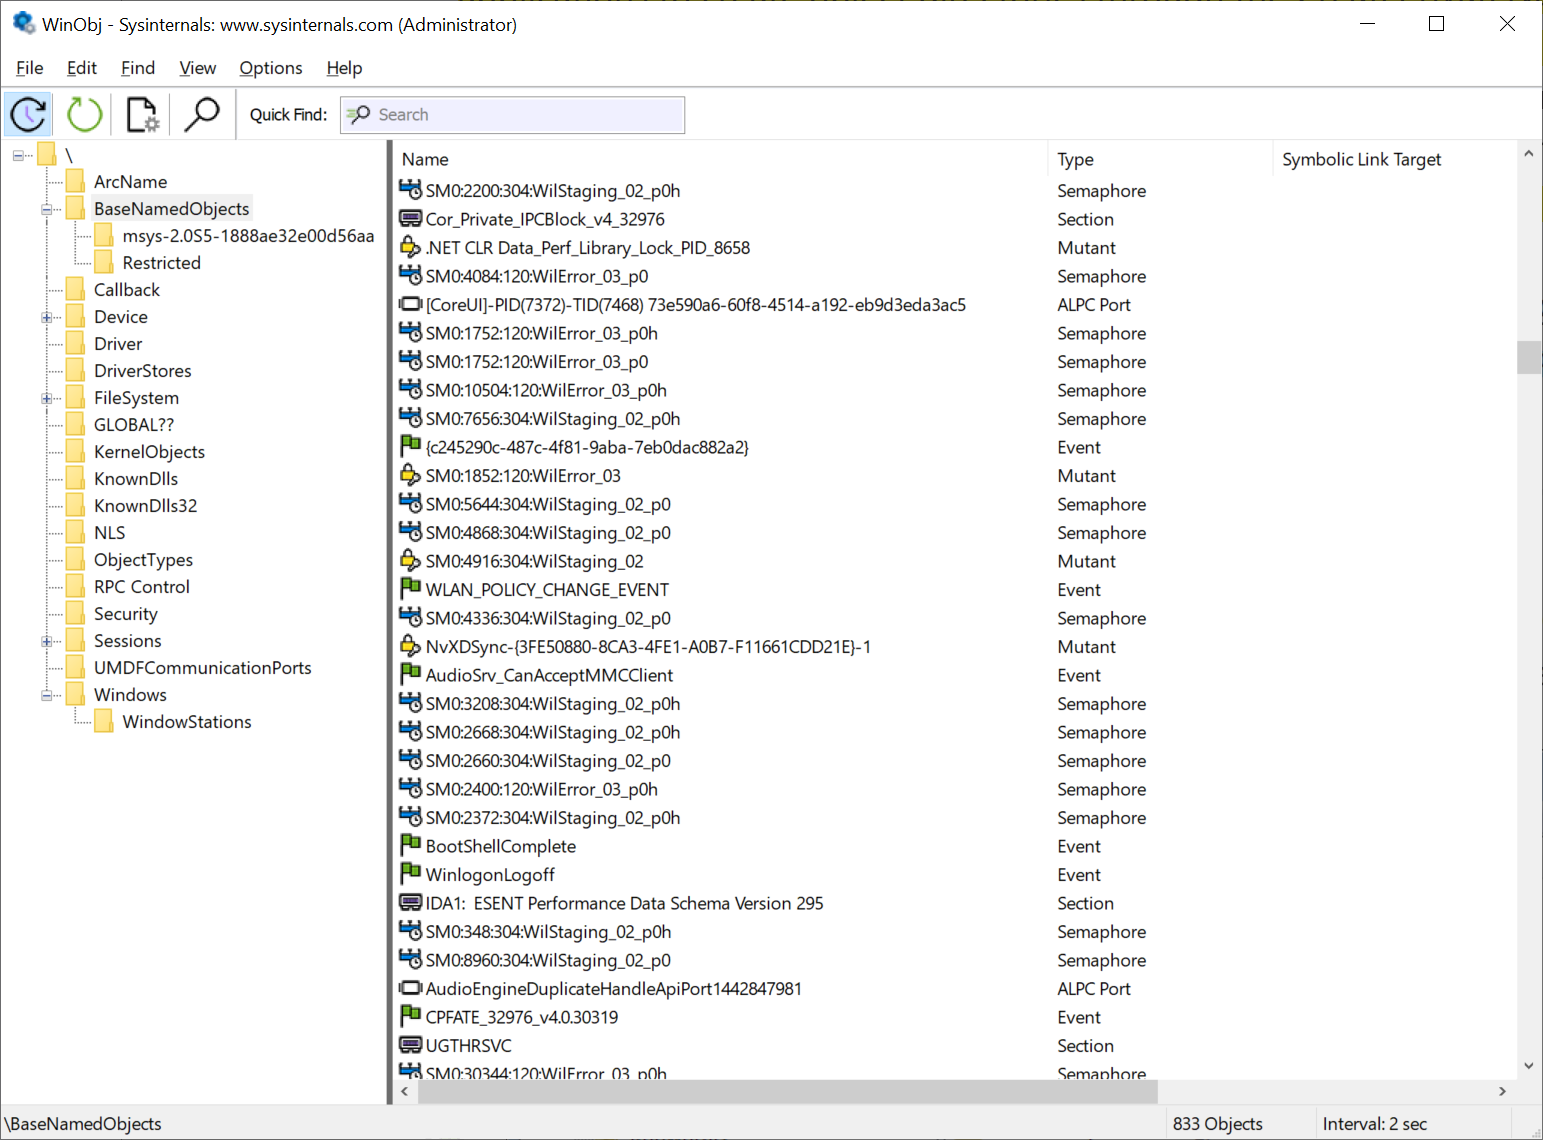 WinObj - Sysinternals: www.sysinternals.com (Administrator)
File Edit Find View Options Help
Quick Find: Search
\
ArcName
BaseNamedObjects
msys-2.0S5-1888ae32e00d56aa
Restricted
Callback
Device
Driver
DriverStores
FileSystem
GLOBAL??
KernelObjects
KnownDlls
KnownDlls32
NLS
ObjectTypes
RPC Control
Security
Sessions
UMDFCommunicationPorts
Windows
WindowStations
Name Type Symbolic Link Target
SM0:2200:304:WilStaging_02_p0h Semaphore
Cor_Private_IPCBlock_v4_32976 Section
.NET CLR Data_Perf_Library_Lock_PID_8658 Mutant
SM0:4084:120:WilError_03_p0 Semaphore
[CoreUI]-PID(7372)-TID(7468) 73e590a6-60f8-4514-a192-eb9d3eda3ac5 ALPC Port
SM0:1752:120:WilError_03_p0h Semaphore
SM0:1752:120:WilError_03_p0 Semaphore
SM0:10504:120:WilError_03_p0h Semaphore
SM0:7656:304:WilStaging_02_p0h Semaphore
{c245290c-487c-4f81-9aba-7eb0dac882a2} Event
SM0:1852:120:WilError_03 Mutant
SM0:5644:304:WilStaging_02_p0 Semaphore
SM0:4868:304:WilStaging_02_p0 Semaphore
SM0:4916:304:WilStaging_02 Mutant
WLAN_POLICY_CHANGE_EVENT Event
SM0:4336:304:WilStaging_02_p0 Semaphore
NvXDSync-{3FE50880-8CA3-4FE1-A0B7-F11661CDD21E}-1 Mutant
AudioSrv_CanAcceptMMCClient Event
SM0:3208:304:WilStaging_02_p0h Semaphore
SM0:2668:304:WilStaging_02_p0h Semaphore
SM0:2660:304:WilStaging_02_p0 Semaphore
SM0:2400:120:WilError_03_p0h Semaphore
SM0:2372:304:WilStaging_02_p0h Semaphore
BootShellComplete Event
WinlogonLogoff Event
IDA1:  ESENT Performance Data Schema Version 295 Section
SM0:348:304:WilStaging_02_p0h Semaphore
SM0:8960:304:WilStaging_02_p0 Semaphore
AudioEngineDuplicateHandleApiPort1442847981 ALPC Port
CPFATE_32976_v4.0.30319 Event
UGTHRSVC Section
SM0:30344:120:WilError_03_p0h Semaphore
\BaseNamedObjects 833 Objects Interval: 2 sec